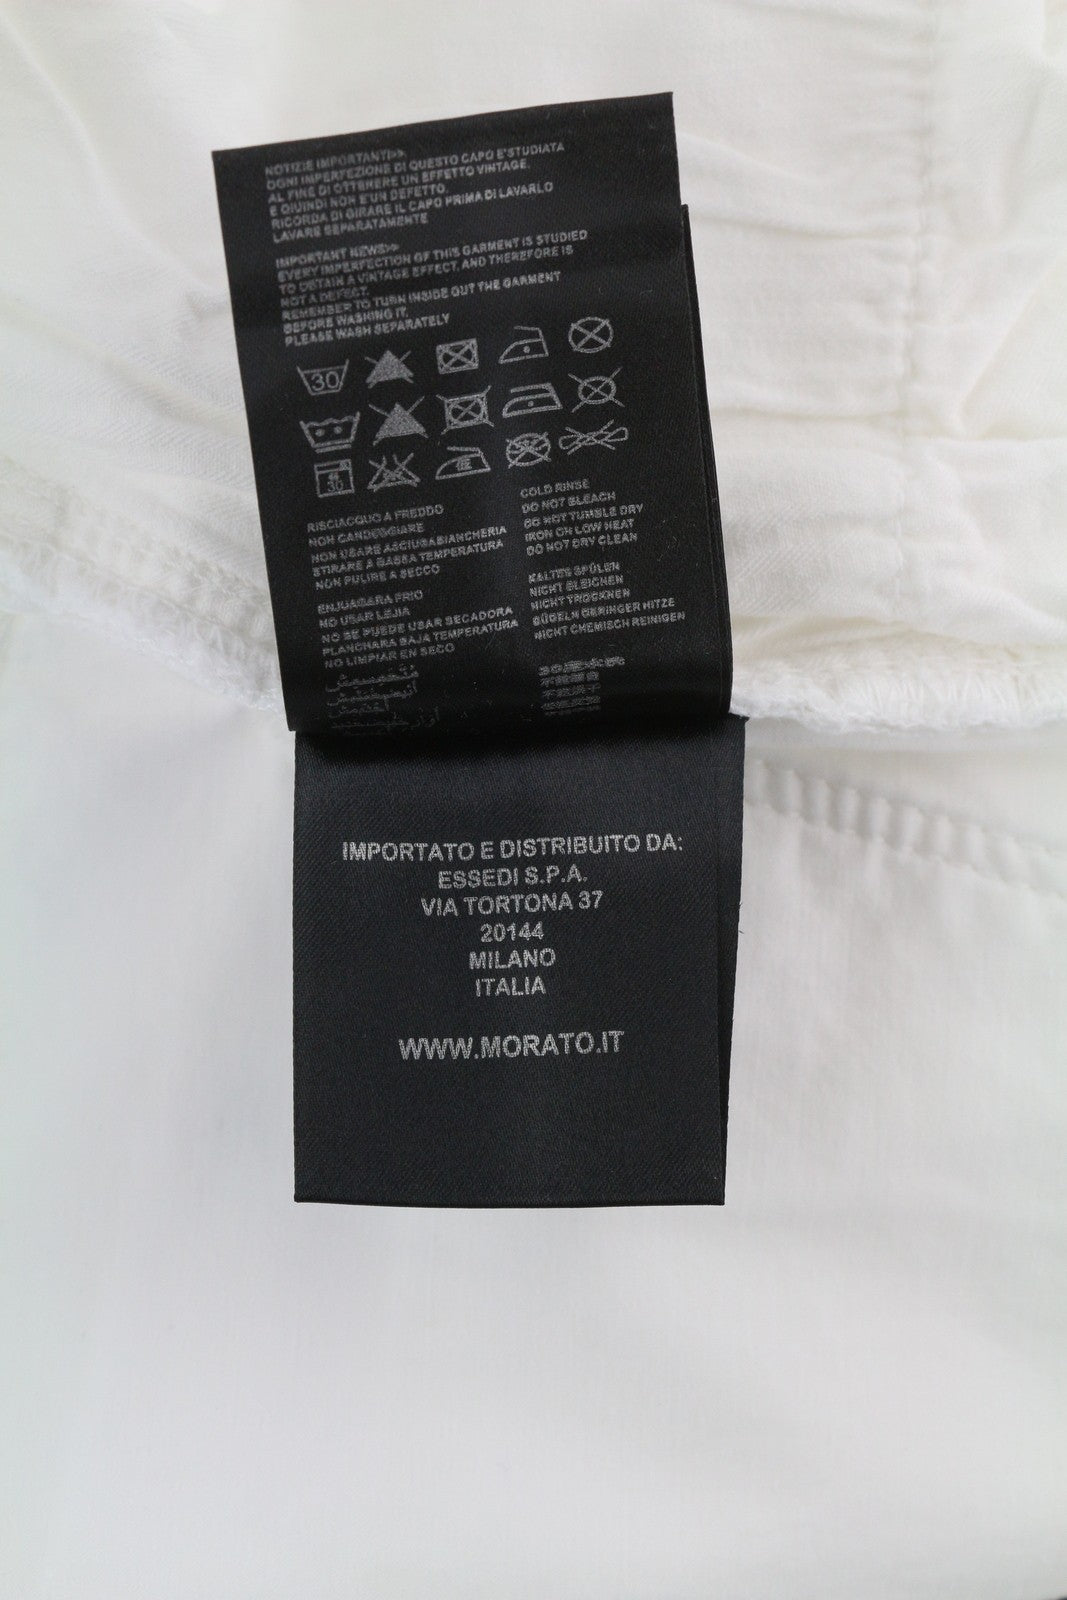 NOTIZIE IMPORTANTI>>
OGNI IMPERFEZIONE DI QUESTO CAPO E'STUDIATA
AL FINE DI OTTENERE UN EFFETTO VINTAGE,
E QIUINDI NON E'UN DEFETTO.
RICORDA DI GIRARE IL CAPO PRIMA DI LAVARLO
LAVARE SEPARATAMENTE
IMPORTANT NEWS>>
EVERY IMPERFECTION OF THIS GARMENT IS STUDIED
TO OBTAIN A VINTAGE EFFECT, AND THEREFORE IS
NOT A DEFECT.
REMEMBER TO TURN INSIDE OUT THE GARMENT
BEFORE WASHING IT.
PLEASE WASH SEPARATELY
30
30
RISCIACQUO A FREDDO
NON CANDEGGIARE
NON USARE ASCIUGABIANCHERIA
STIRARE A BASSA TEMPERATURA
NON PULIRE A SECCO
COLD RINSE
DO NOT BLEACH
DO NOT TUMBLE DRY
IRON ON LOW HEAT
DO NOT DRY CLEAN
ENJUAGARA FRIO
NO USAR LEJIA
NO SE PUEDE USAR SECADORA
PLANCHARA BAJA TEMPERATURA
NO LIMPIAR EN SECO
KALTES SPÜLEN
NICHT BLEICHEN
NICHT TROCKNEN
BÜGELN GERINGER HITZE
NICHT CHEMISCH REINIGEN
IMPORTATO E DISTRIBUITO DA:
ESSEDI S.P.A.
VIA TORTONA 37
20144
MILANO
ITALIA
WWW.MORATO.IT